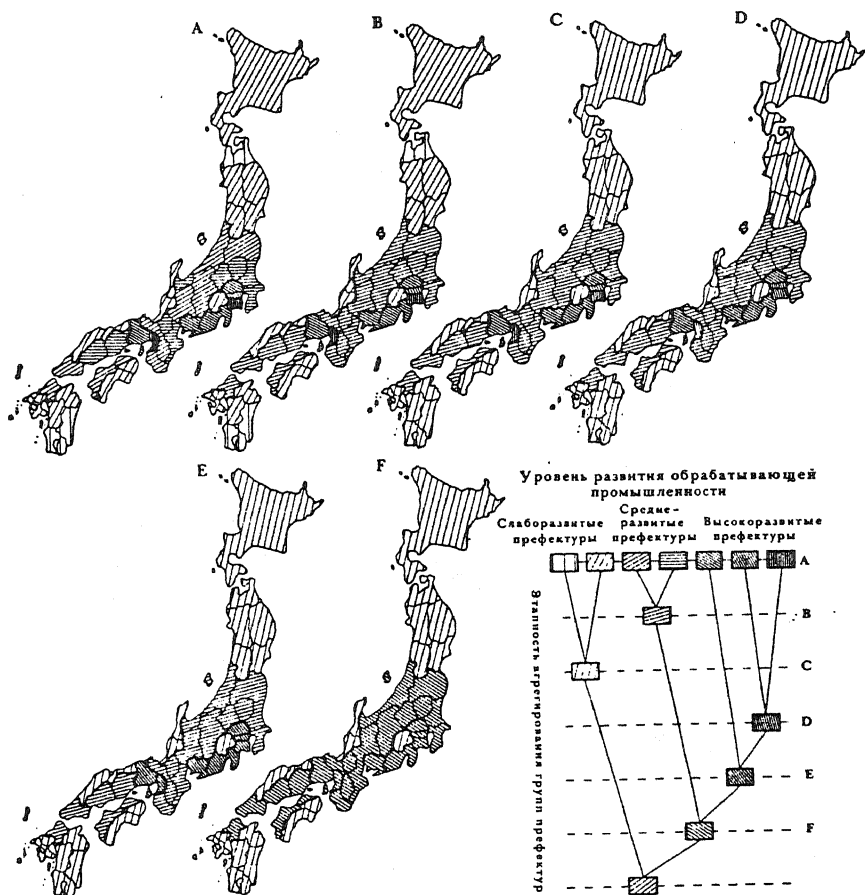 A
B
C
D
E
F
Уровень развития обрабатывающей
промышленности
Слаборазвитые
префектуры
Средне-
развитые
префектуры
Высокоразвитые
префектуры
A
B
C
D
E
F
Этапность агрегирования групп префектур